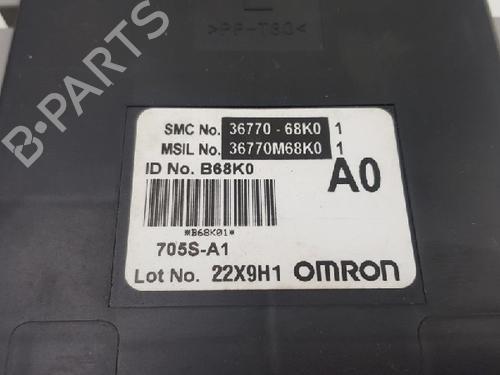 >PP-T30<
SMC No. 36770 - 68K0 1
MSIL No. 36770M68K0 1
ID No. B68K0
A0
*B68K01*
705S-A1
Lot No. 22X9H1 OMRON
B-PARTS